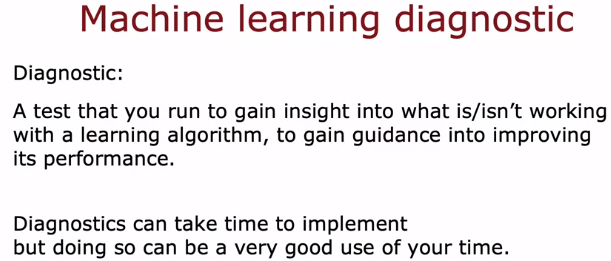 Machine learning diagnostic
Diagnostic:
A test that you run to gain insight into what is/isn't working
with a learning algorithm, to gain guidance into improving
its performance.
Diagnostics can take time to implement
but doing so can be a very good use of your time.